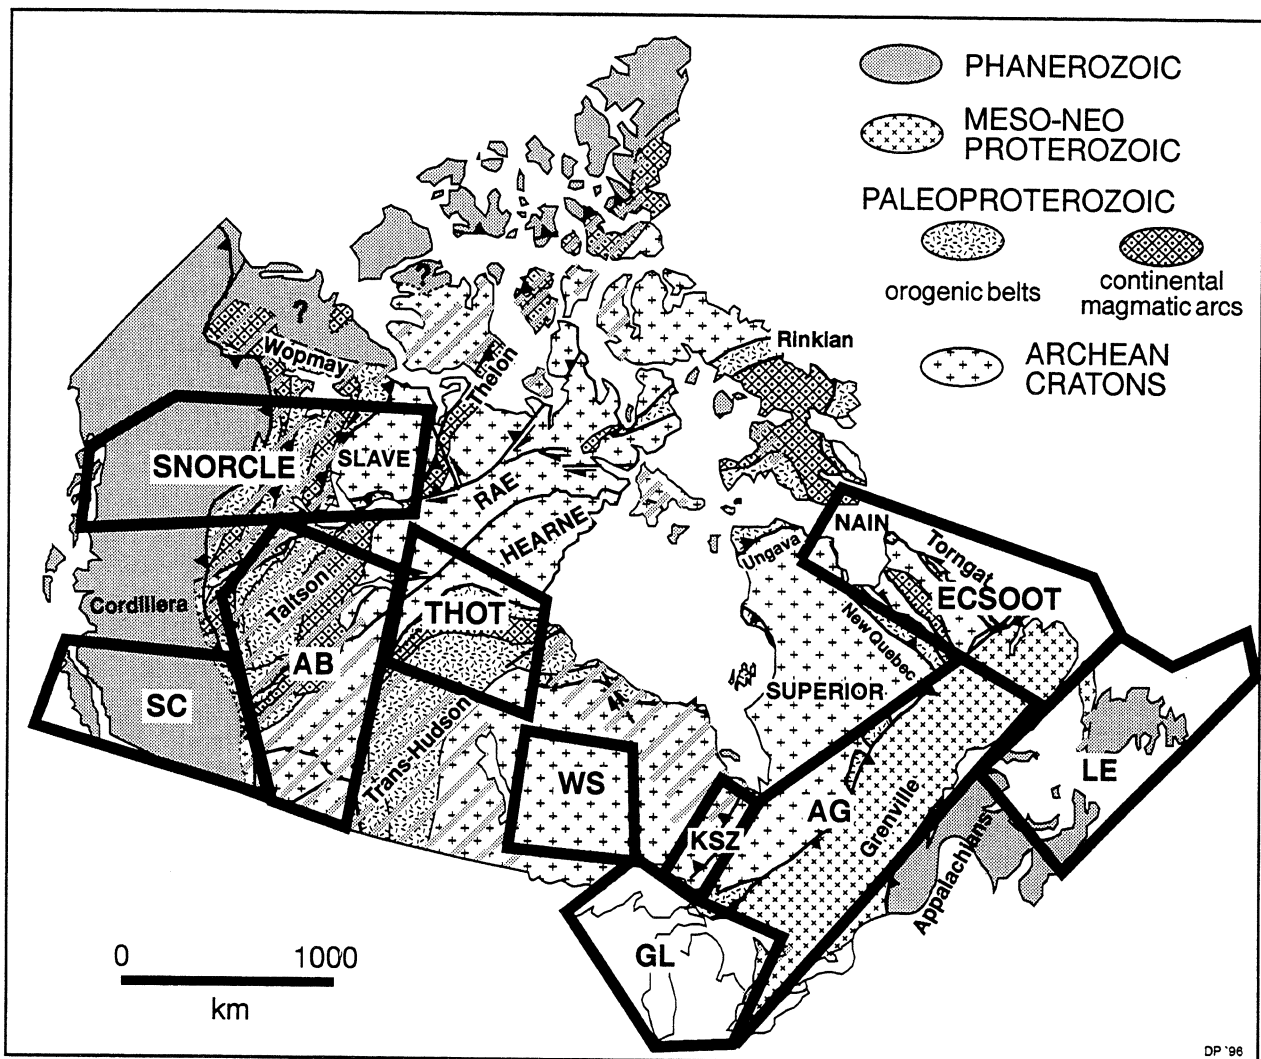 PHANEROZOIC
MESO-NEO
PROTEROZOIC
PALEOPROTEROZOIC
orogenic belts
continental
magmatic arcs
ARCHEAN
CRATONS
?
?
Wopmay
Thelon
Rinkian
SNORCLE
SLAVE
RAE
HEARNE
NAIN
Ungava
Torngat
ECSOOT
Cordillera
Taltson
THOT
New Quebec
AB
SC
SUPERIOR
Trans-Hudson
WS
LE
KSZ
AG
Grenville
Appalachians
GL
0 1000
km
DP '96